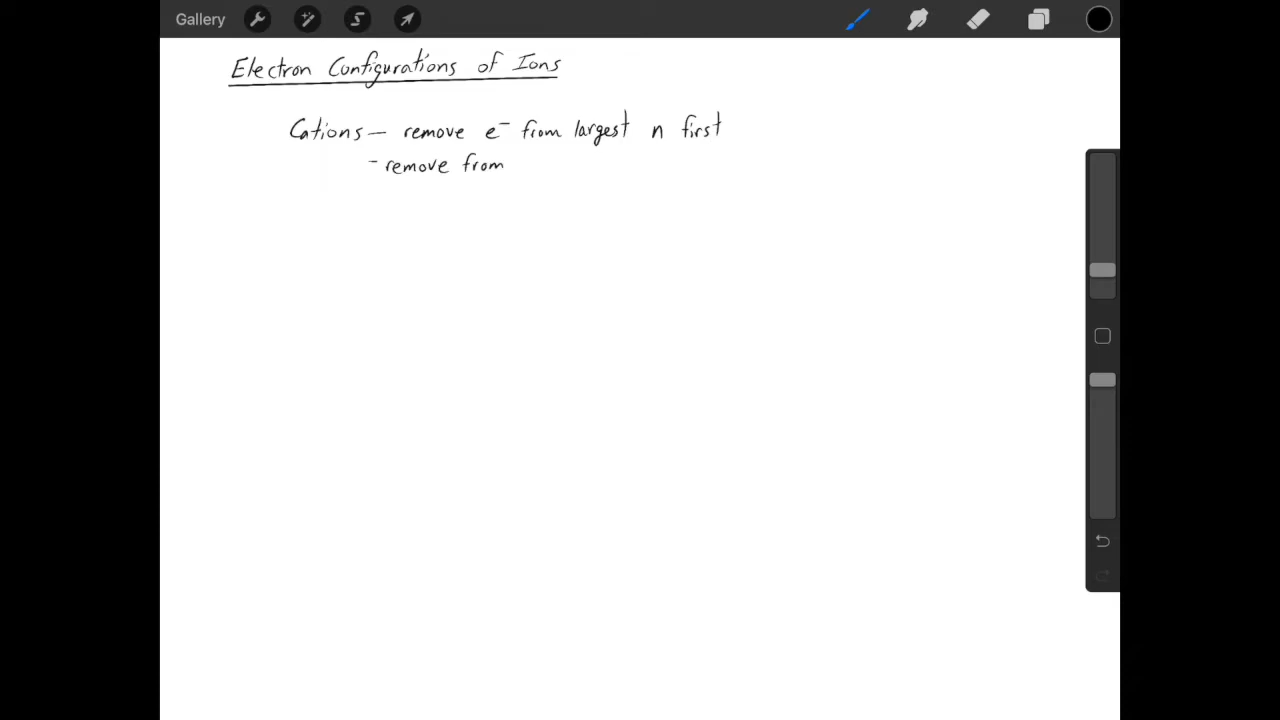 Gallery
Electron Configurations of Ions
Cations — remove e⁻ from largest n first
- remove from